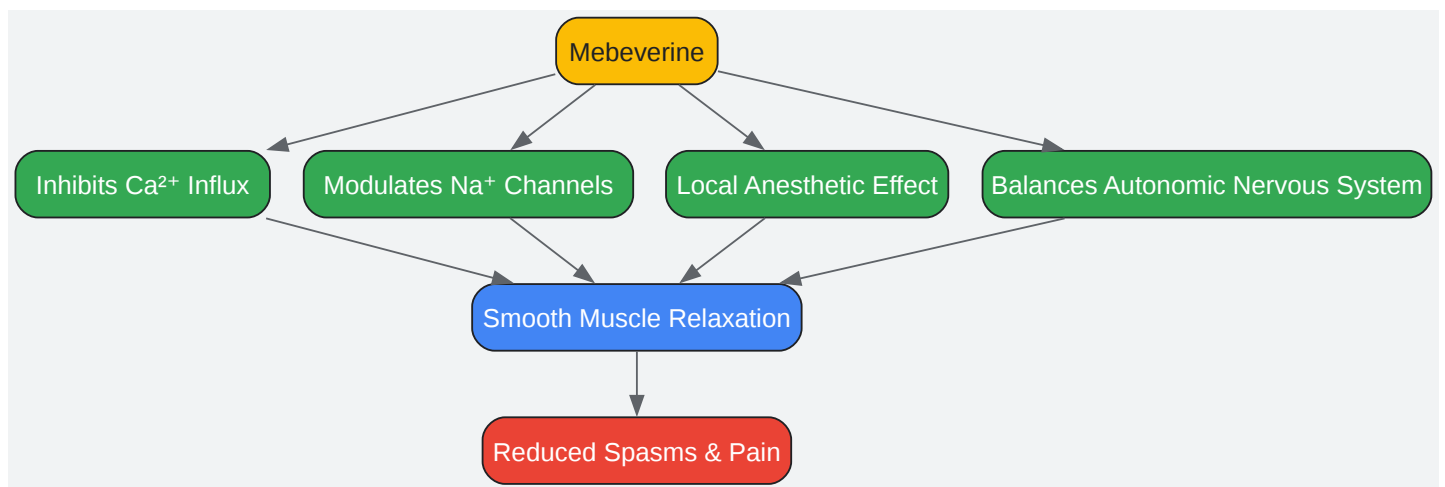 Mebeverine
Inhibits Ca²⁺ Influx
Modulates Na⁺ Channels
Local Anesthetic Effect
Balances Autonomic Nervous System
Smooth Muscle Relaxation
Reduced Spasms & Pain